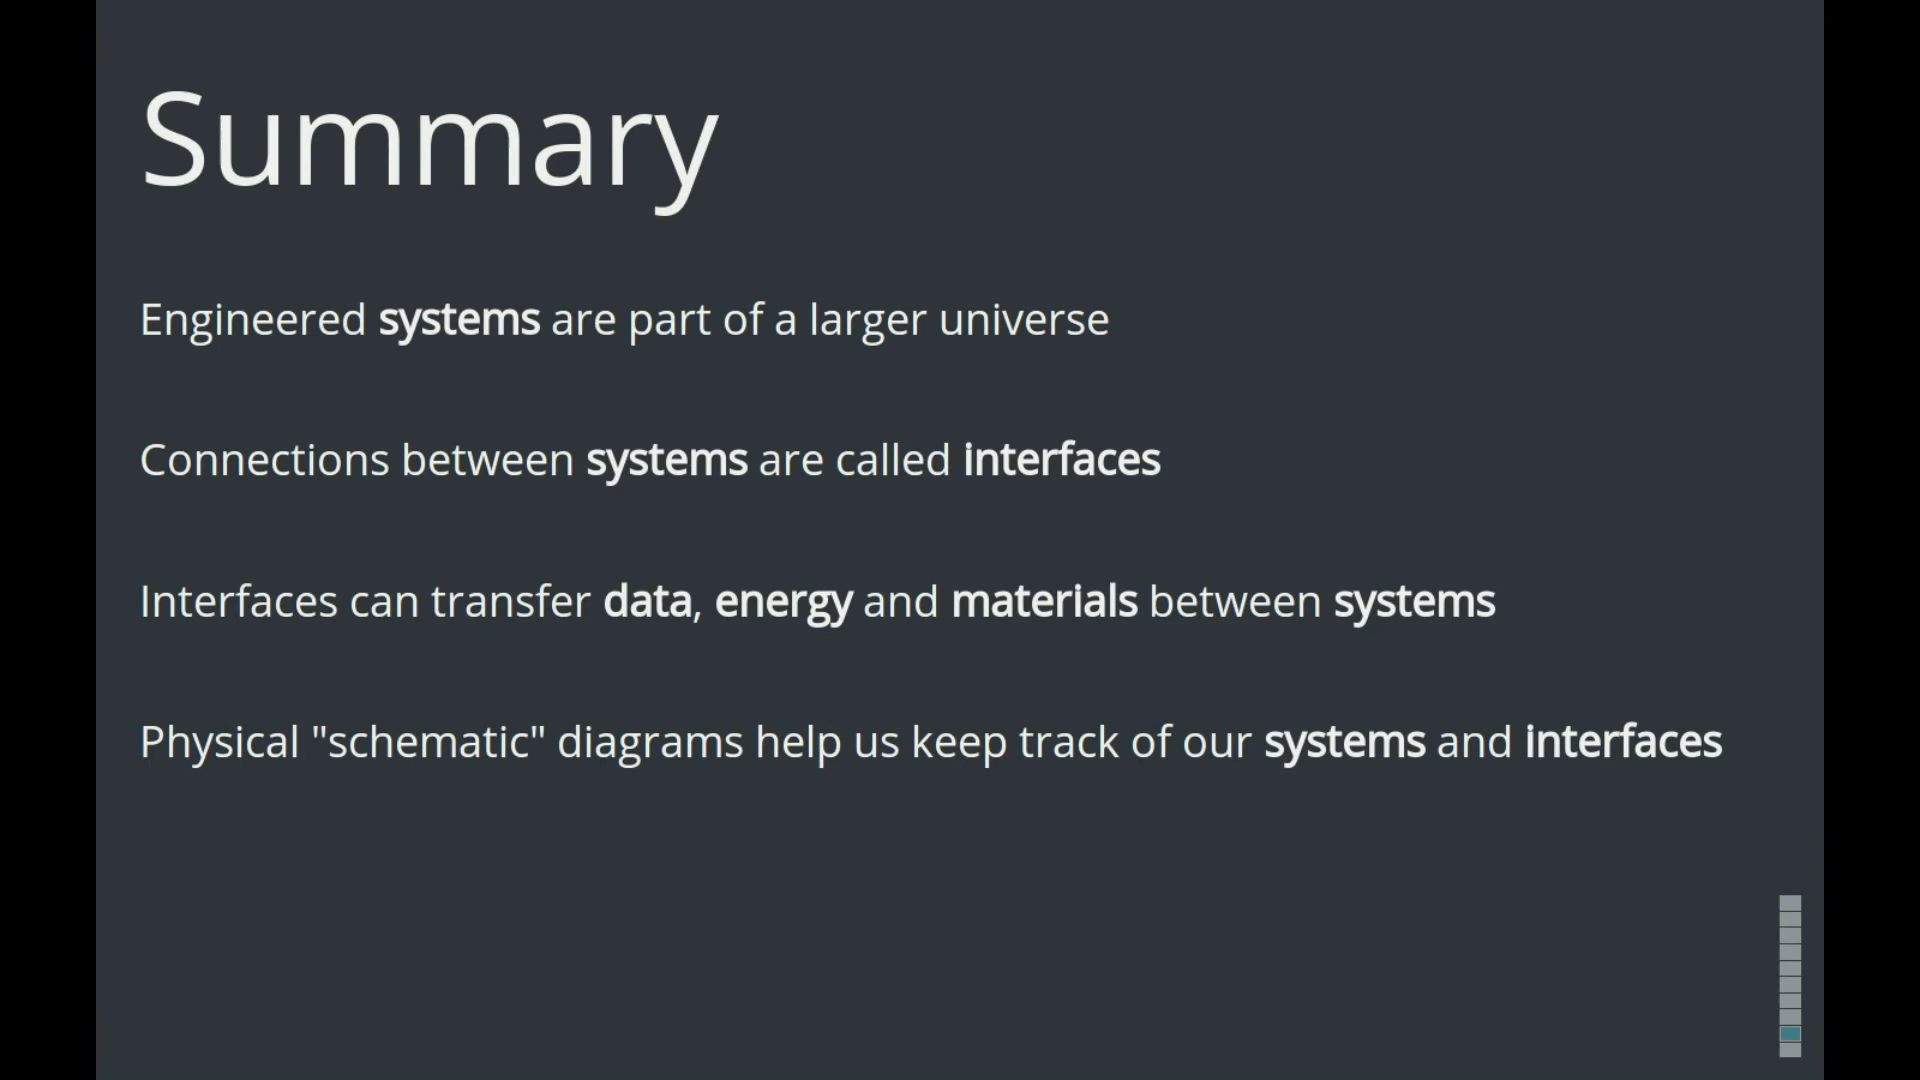 Summary
Engineered systems are part of a larger universe
Connections between systems are called interfaces
Interfaces can transfer data, energy and materials between systems
Physical "schematic" diagrams help us keep track of our systems and interfaces